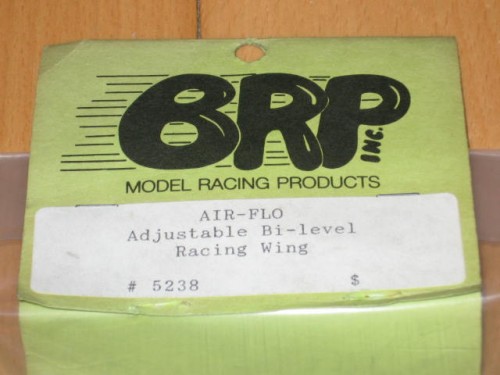 BRP INC.
MODEL RACING PRODUCTS
AIR-FLO
Adjustable Bi-level
Racing Wing
# 5238 $